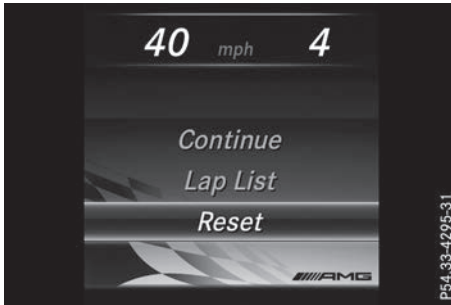 40 mph 4
Continue
Lap List
Reset
AMG
P54.33-4295-31